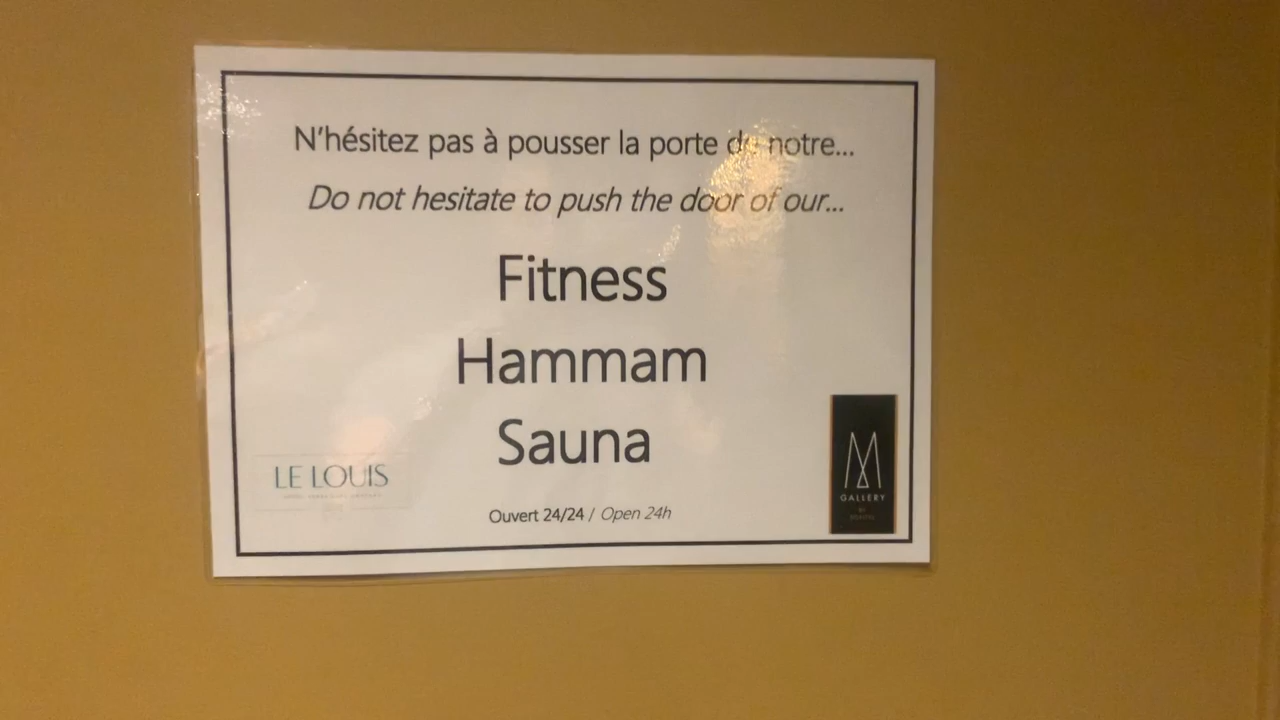 N'hésitez pas à pousser la porte de notre...
Do not hesitate to push the door of our...
Fitness
Hammam
Sauna
LE LOUIS
Ouvert 24/24 / Open 24h
M
GALLERY